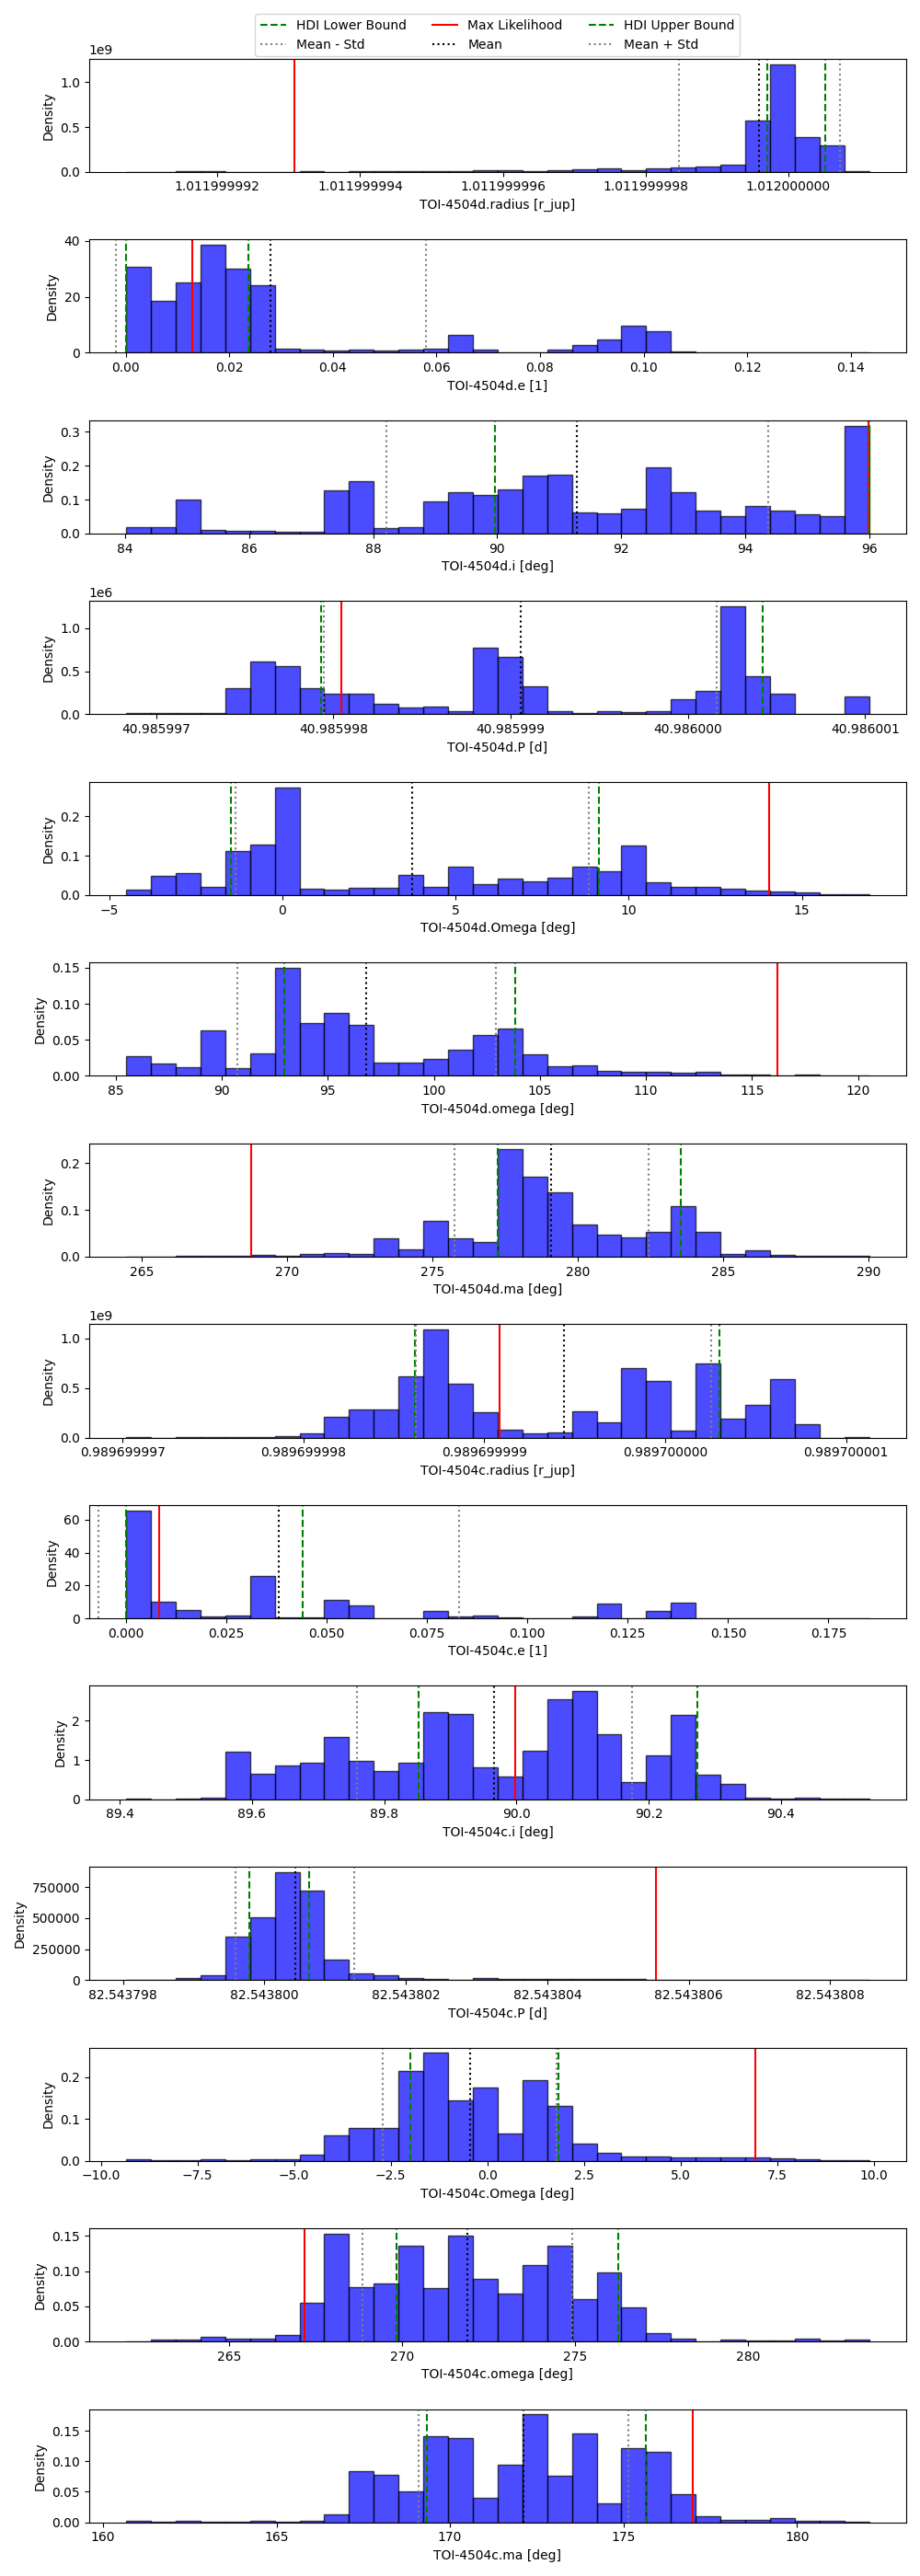 HDI Lower Bound Max Likelihood HDI Upper Bound
Mean - Std Mean Mean + Std
1e9
1.0
0.5
0.0
Density
1.011999992 1.011999994 1.011999996 1.011999998 1.012000000
TOI-4504d.radius [r_jup]
40
20
0
Density
0.00 0.02 0.04 0.06 0.08 0.10 0.12 0.14
TOI-4504d.e [1]
0.3
0.2
0.1
0.0
Density
84 86 88 90 92 94 96
TOI-4504d.i [deg]
1e6
1.0
0.5
0.0
Density
40.985997 40.985998 40.985999 40.986000 40.986001
TOI-4504d.P [d]
0.2
0.1
0.0
Density
−5 0 5 10 15
TOI-4504d.Omega [deg]
0.15
0.10
0.05
0.00
Density
85 90 95 100 105 110 115 120
TOI-4504d.omega [deg]
0.2
0.1
0.0
Density
265 270 275 280 285 290
TOI-4504d.ma [deg]
1e9
1.0
0.5
0.0
Density
0.989699997 0.989699998 0.989699999 0.989700000 0.989700001
TOI-4504c.radius [r_jup]
60
40
20
0
Density
0.000 0.025 0.050 0.075 0.100 0.125 0.150 0.175
TOI-4504c.e [1]
2
1
0
Density
89.4 89.6 89.8 90.0 90.2 90.4
TOI-4504c.i [deg]
750000
500000
250000
0
Density
82.543798 82.543800 82.543802 82.543804 82.543806 82.543808
TOI-4504c.P [d]
0.2
0.1
0.0
Density
−10.0 −7.5 −5.0 −2.5 0.0 2.5 5.0 7.5 10.0
TOI-4504c.Omega [deg]
0.15
0.10
0.05
0.00
Density
265 270 275 280
TOI-4504c.omega [deg]
0.15
0.10
0.05
0.00
Density
160 165 170 175 180
TOI-4504c.ma [deg]